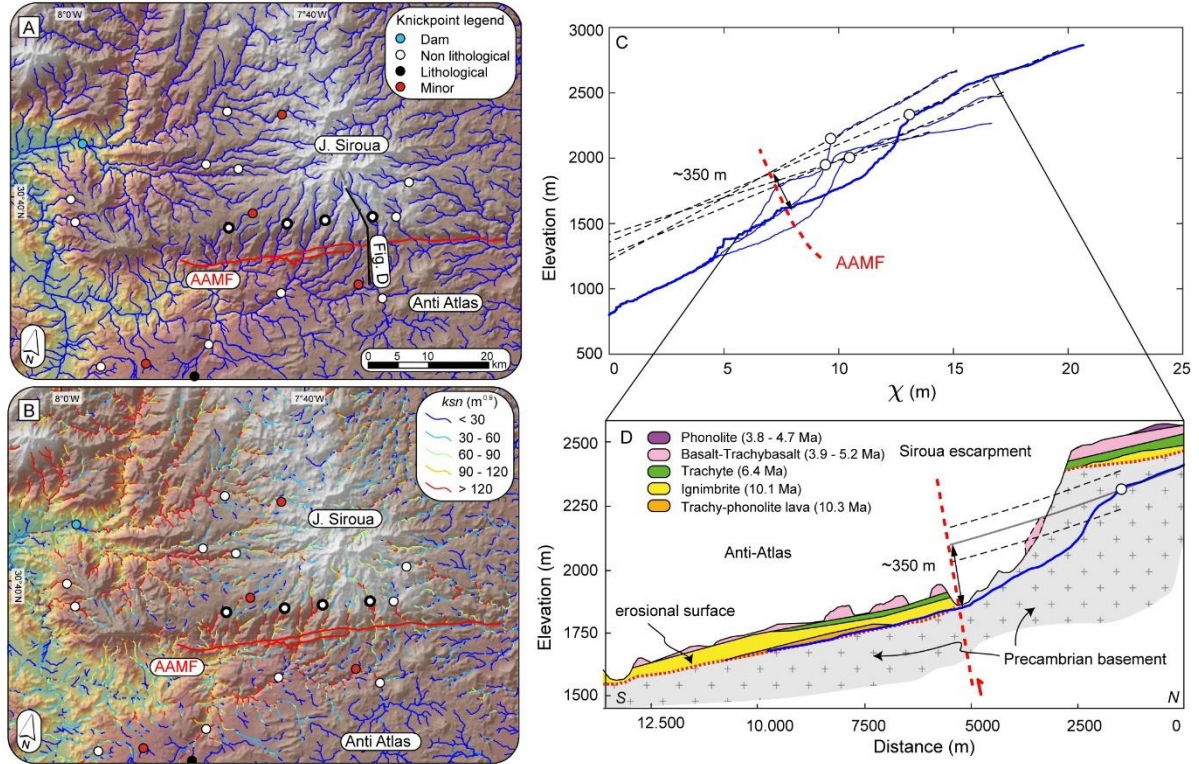 A
8°0'W
7°40'W
Knickpoint legend
Dam
Non lithological
Lithological
Minor
J. Siroua
30°40'N
Fig. D
AAMF
Anti Atlas
N
0 5 10 20
km
B
8°0'W
7°40'W
ksn (m^0.9)
< 30
30 - 60
60 - 90
90 - 120
> 120
J. Siroua
30°40'N
AAMF
Anti Atlas
N
C
3000
2500
2000
1500
1000
500
Elevation (m)
~350 m
AAMF
0 5 10 15 20 25
χ (m)
D
2500
2250
2000
1750
1500
Elevation (m)
Phonolite (3.8 - 4.7 Ma)
Basalt-Trachybasalt (3.9 - 5.2 Ma)
Trachyte (6.4 Ma)
Ignimbrite (10.1 Ma)
Trachy-phonolite lava (10.3 Ma)
Siroua escarpment
Anti-Atlas
~350 m
erosional surface
Precambrian basement
S
N
12.5000 10.000 7500 5000 2500 0
Distance (m)